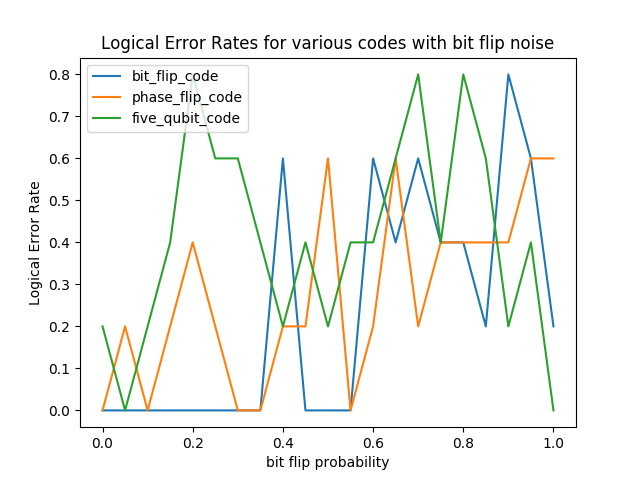 Logical Error Rates for various codes with bit flip noise
bit_flip_code
phase_flip_code
five_qubit_code
Logical Error Rate
0.8
0.7
0.6
0.5
0.4
0.3
0.2
0.1
0.0
0.0 0.2 0.4 0.6 0.8 1.0
bit flip probability